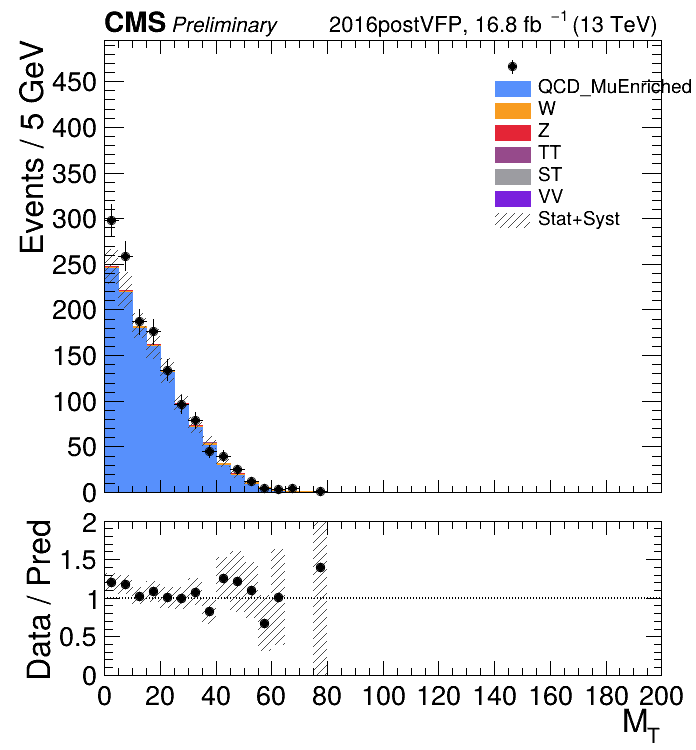 CMS Preliminary 2016postVFP, 16.8 fb ⁻¹ (13 TeV)
Events / 5 GeV
450
400
350
300
250
200
150
100
50
0
QCD_MuEnriched
W
Z
TT
ST
VV
Stat+Syst
Data / Pred
2
1.5
1
0.5
0
0 20 40 60 80 100 120 140 160 180 200
M_T